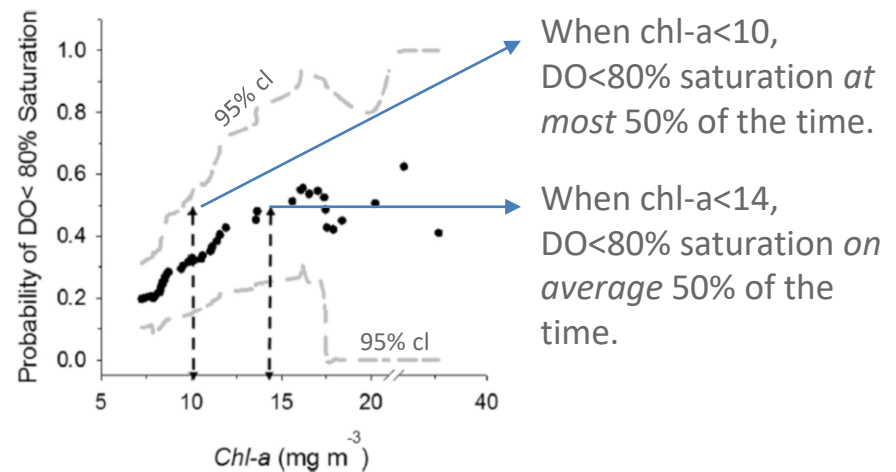 When chl-a<10,
DO<80% saturation at
most 50% of the time.
When chl-a<14,
DO<80% saturation on
average 50% of the
time.
Probability of DO< 80% Saturation
1.0
0.8
0.6
0.4
0.2
0.0
95% cl
95% cl
5
10
15
20
40
Chl-a (mg m⁻³)